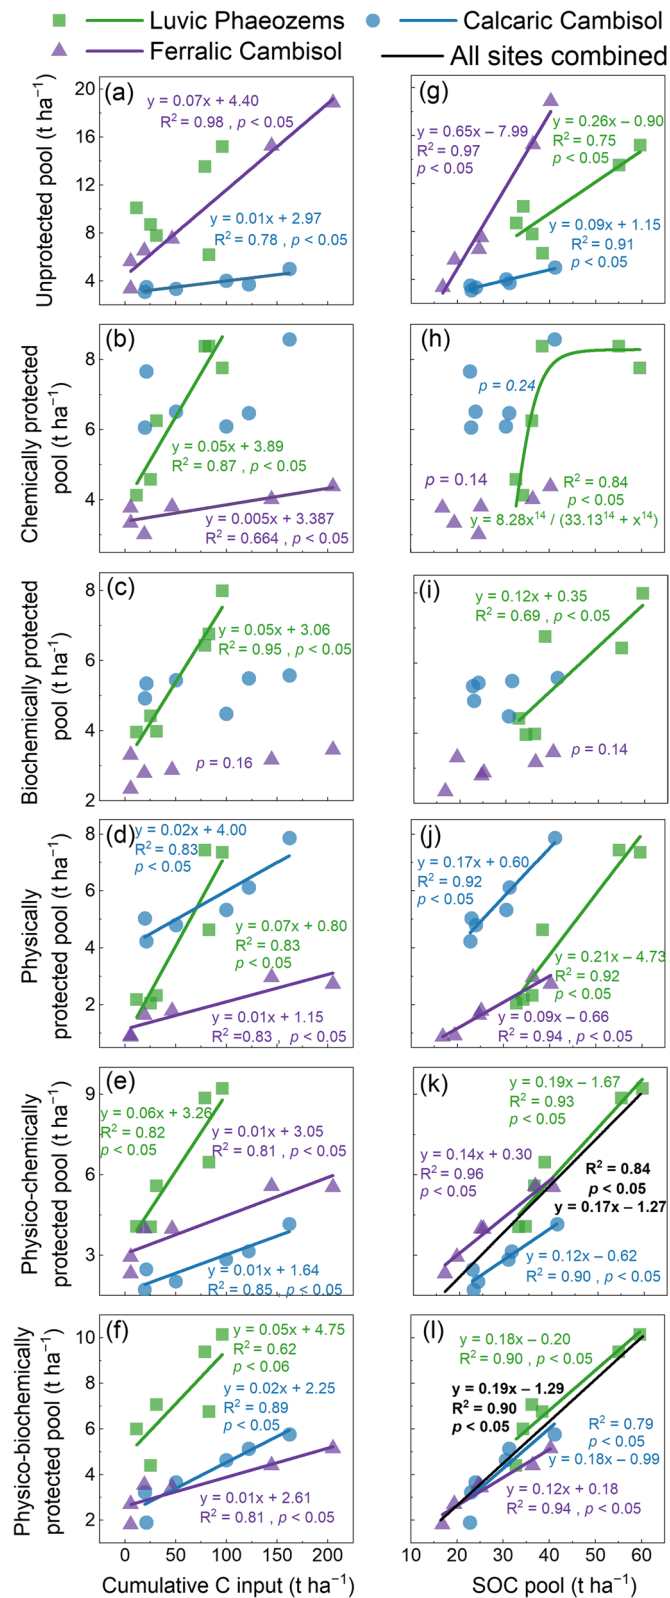 Luvic Phaeozems
Calcaric Cambisol
Ferralic Cambisol
All sites combined
(a)
Unprotected pool (t ha⁻¹)
20
16
12
8
4
y = 0.07x + 4.40
R² = 0.98 , p < 0.05
y = 0.01x + 2.97
R² = 0.78 , p < 0.05
(g)
y = 0.65x − 7.99
R² = 0.97
p < 0.05
y = 0.26x − 0.90
R² = 0.75
p < 0.05
y = 0.09x + 1.15
R² = 0.91
p < 0.05
(b)
Chemically protected
pool (t ha⁻¹)
8
6
4
y = 0.05x + 3.89
R² = 0.87 , p < 0.05
y = 0.005x + 3.387
R² = 0.664 , p < 0.05
(h)
p = 0.24
p = 0.14
R² = 0.84
p < 0.05
y = 8.28x¹⁴ / (33.13¹⁴ + x¹⁴)
(c)
Biochemically protected
pool (t ha⁻¹)
8
6
4
2
y = 0.05x + 3.06
R² = 0.95 , p < 0.05
p = 0.16
(i)
y = 0.12x + 0.35
R² = 0.69 , p < 0.05
p = 0.14
(d)
Physically
protected pool (t ha⁻¹)
8
6
4
2
y = 0.02x + 4.00
R² = 0.83
p < 0.05
y = 0.07x + 0.80
R² = 0.83
p < 0.05
y = 0.01x + 1.15
R² =0.83 , p < 0.05
(j)
y = 0.17x + 0.60
R² = 0.92
p < 0.05
y = 0.21x − 4.73
R² = 0.92
p < 0.05
y = 0.09x − 0.66
R² = 0.94 , p < 0.05
(e)
Physico-chemically
protected pool (t ha⁻¹)
9
6
3
y = 0.06x + 3.26
R² = 0.82
p < 0.05
y = 0.01x + 3.05
R² = 0.81 , p < 0.05
y = 0.01x + 1.64
R² = 0.85, p < 0.05
(k)
y = 0.19x − 1.67
R² = 0.93
p < 0.05
y = 0.14x + 0.30
R² = 0.96
p < 0.05
R² = 0.84
p < 0.05
y = 0.17x − 1.27
y = 0.12x − 0.62
R² = 0.90 , p < 0.05
(f)
Physico-biochemically
protected pool (t ha⁻¹)
10
8
6
4
2
y = 0.05x + 4.75
R² = 0.62
p < 0.06
y = 0.02x + 2.25
R² = 0.89
p < 0.05
y = 0.01x + 2.61
R² = 0.81 , p < 0.05
0
50
100
150
200
Cumulative C input (t ha⁻¹)
(l)
y = 0.18x − 0.20
R² = 0.90 , p < 0.05
y = 0.19x − 1.29
R² = 0.90
p < 0.05
R² = 0.79
p < 0.05
y = 0.18x − 0.99
y = 0.12x + 0.18
R² = 0.94 , p < 0.05
10
20
30
40
50
60
SOC pool (t ha⁻¹)